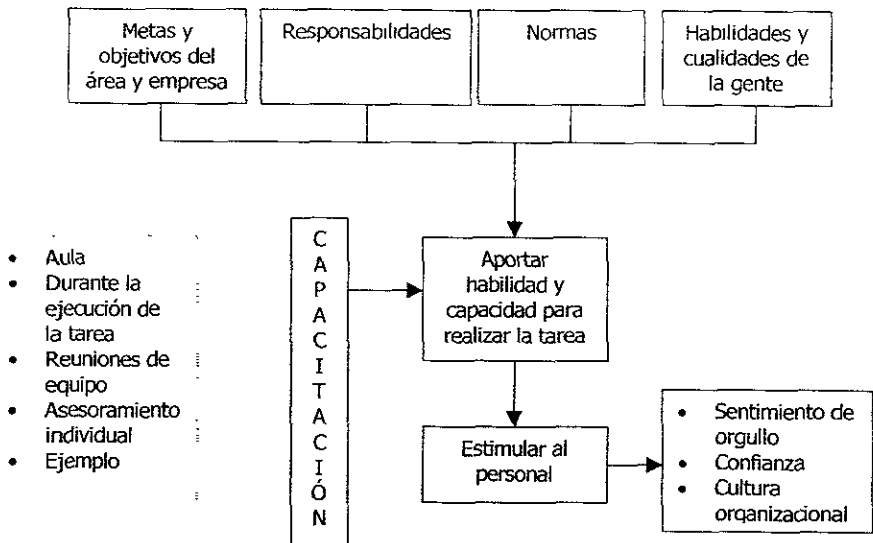 Metas y
objetivos del
área y empresa
Responsabilidades
Normas
Habilidades y
cualidades de
la gente
• Aula
• Durante la
ejecución de
la tarea
• Reuniones de
equipo
• Asesoramiento
individual
• Ejemplo
C
A
P
A
C
I
T
A
C
I
Ó
N
Aportar
habilidad y
capacidad para
realizar la tarea
Estimular al
personal
• Sentimiento de
orgullo
• Confianza
• Cultura
organizacional